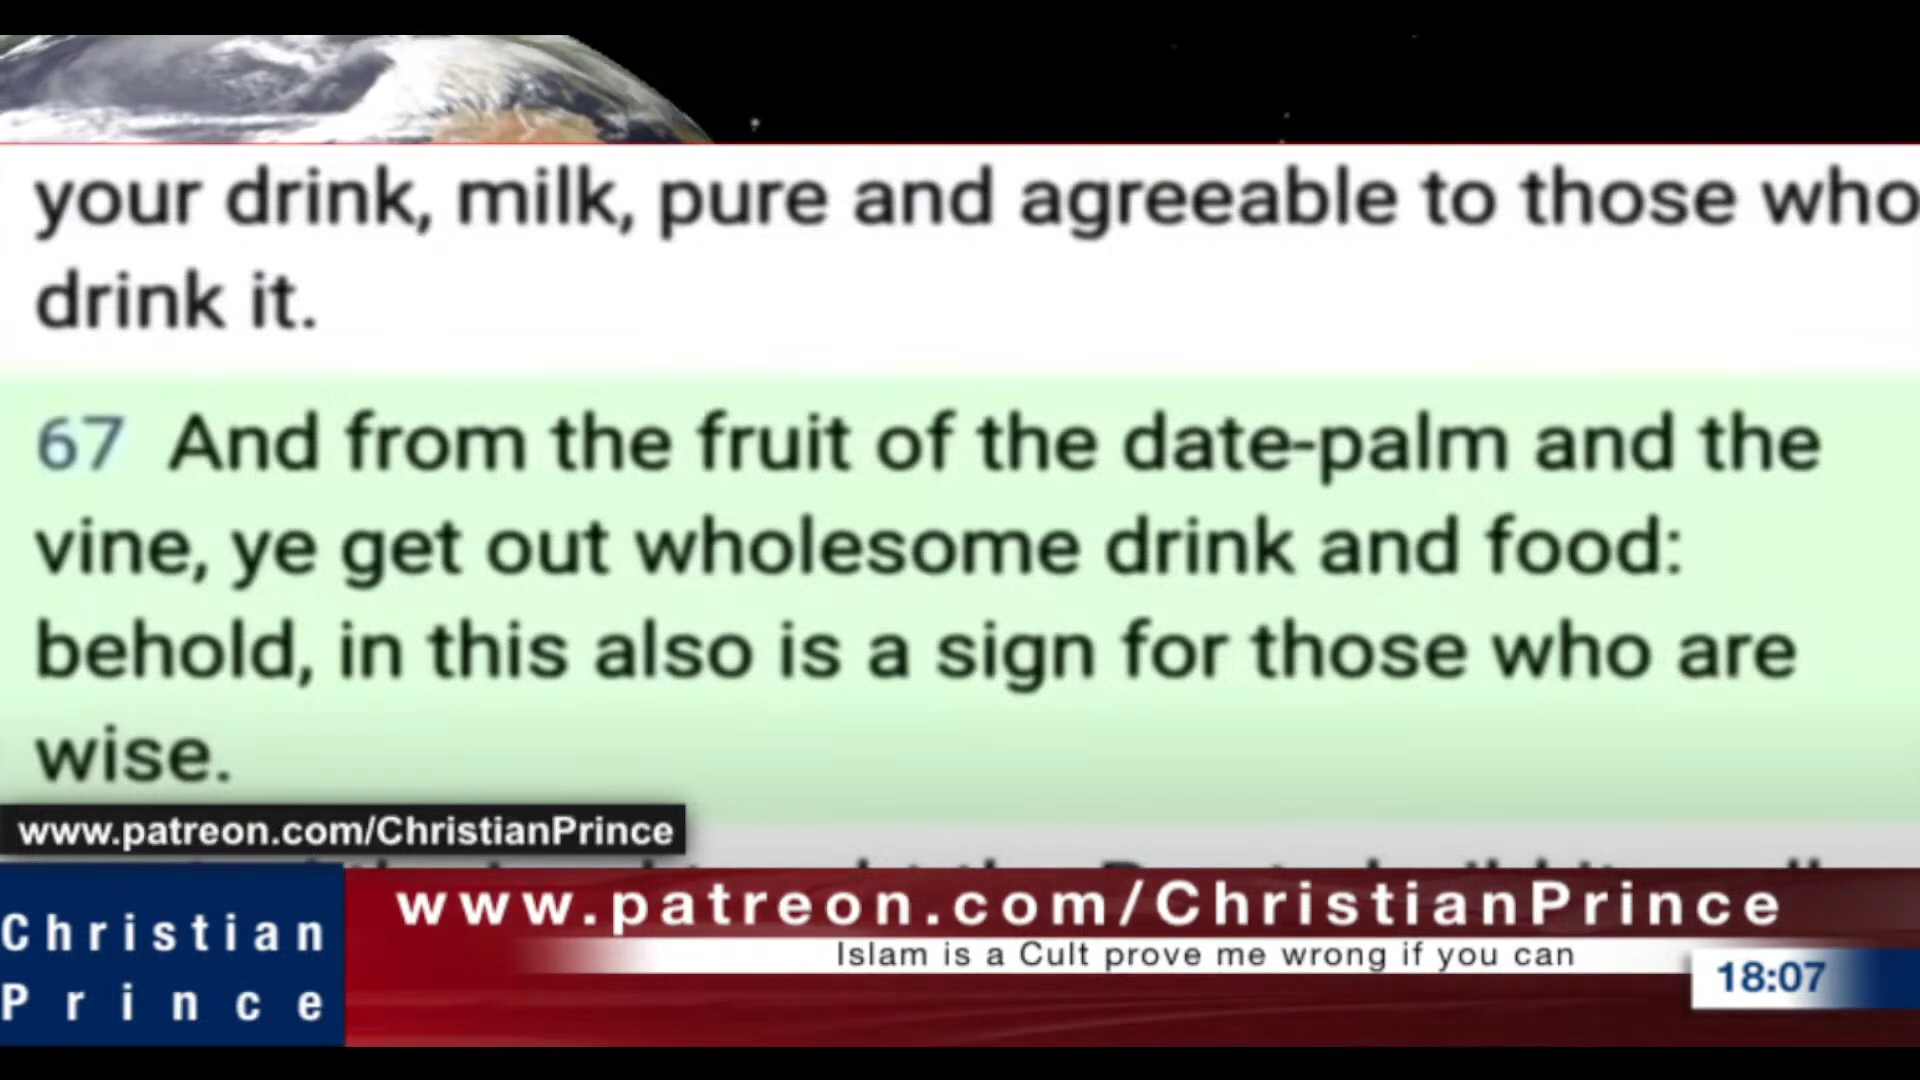 your drink, milk, pure and agreeable to those who
drink it.
67 And from the fruit of the date-palm and the
vine, ye get out wholesome drink and food:
behold, in this also is a sign for those who are
wise.
www.patreon.com/ChristianPrince
www.patreon.com/ChristianPrince
Islam is a Cult prove me wrong if you can
Christian
Prince
18:07